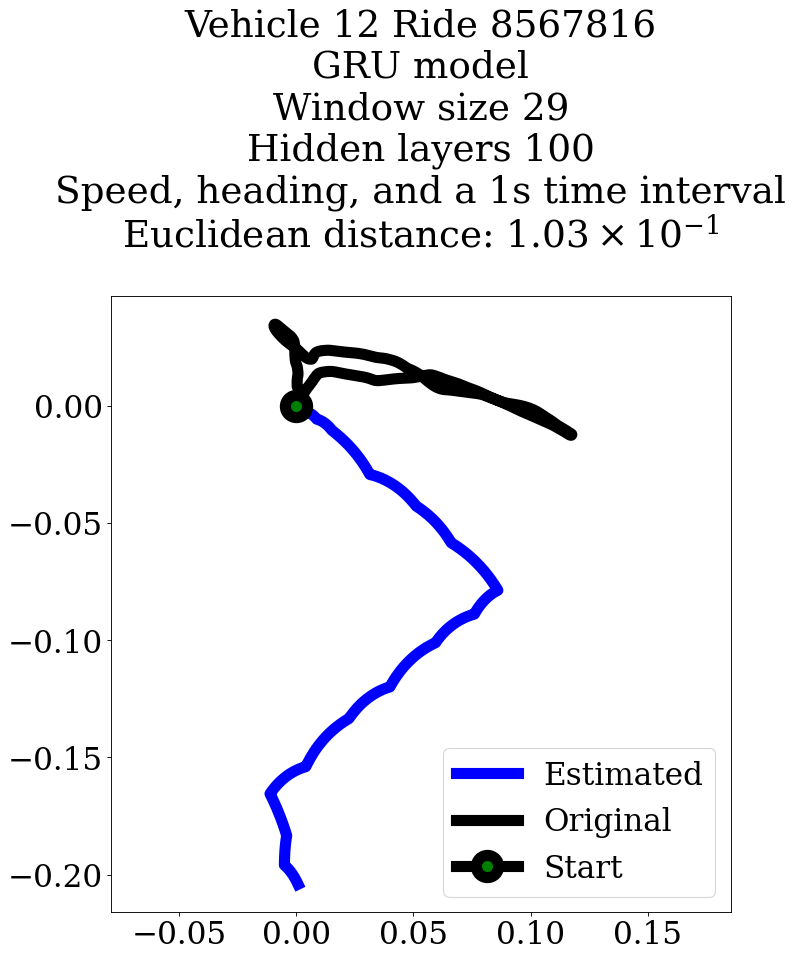 Vehicle 12 Ride 8567816
GRU model
Window size 29
Hidden layers 100
Speed, heading, and a 1s time interval
Euclidean distance: 1.03 × 10⁻¹
0.00
−0.05
−0.10
−0.15
−0.20
Estimated
Original
Start
−0.05 0.00 0.05 0.10 0.15